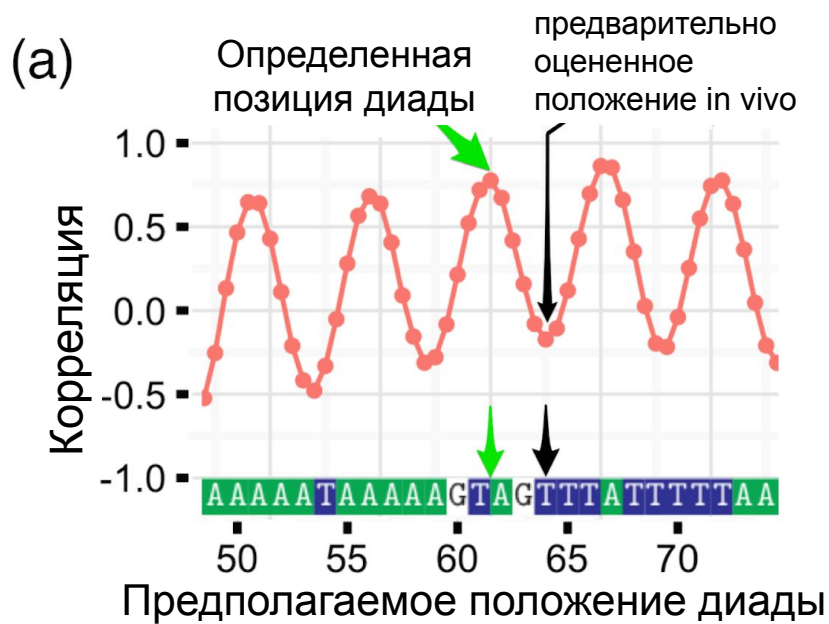 (a)
Определенная
позиция диады
предварительно
оцененное
положение in vivo
Корреляция
1.0
0.5
0.0
-0.5
-1.0
AAAAATAAAAAGTAGTTTATTTTTAA
50 55 60 65 70
Предполагаемое положение диады